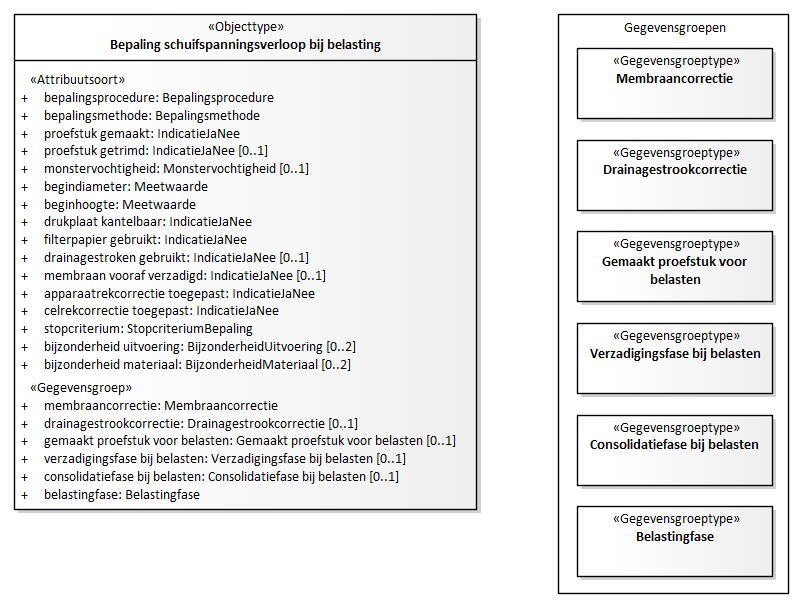 «Objecttype»
Bepaling schuifspanningsverloop bij belasting
«Attribuutsoort»
+ bepalingsprocedure: Bepalingsprocedure
+ bepalingsmethode: Bepalingsmethode
+ proefstuk gemaakt: IndicatieJaNee
+ proefstuk getrimd: IndicatieJaNee [0..1]
+ monstervochtigheid: Monstervochtigheid [0..1]
+ begindiameter: Meetwaarde
+ beginhoogte: Meetwaarde
+ drukplaat kantelbaar: IndicatieJaNee
+ filterpapier gebruikt: IndicatieJaNee
+ drainagestroken gebruikt: IndicatieJaNee [0..1]
+ membraan vooraf verzadigd: IndicatieJaNee [0..1]
+ apparaatrekcorrectie toegepast: IndicatieJaNee
+ celrekcorrectie toegepast: IndicatieJaNee
+ stopcriterium: StopcriteriumBepaling
+ bijzonderheid uitvoering: BijzonderheidUitvoering [0..2]
+ bijzonderheid materiaal: BijzonderheidMateriaal [0..2]
«Gegevensgroep»
+ membraancorrectie: Membraancorrectie
+ drainagestrookcorrectie: Drainagestrookcorrectie [0..1]
+ gemaakt proefstuk voor belasten: Gemaakt proefstuk voor belasten [0..1]
+ verzadigingsfase bij belasten: Verzadigingsfase bij belasten [0..1]
+ consolidatiefase bij belasten: Consolidatiefase bij belasten [0..1]
+ belastingfase: Belastingfase
Gegevensgroepen
«Gegevensgroeptype»
Membraancorrectie
«Gegevensgroeptype»
Drainagestrookcorrectie
«Gegevensgroeptype»
Gemaakt proefstuk voor
belasten
«Gegevensgroeptype»
Verzadigingsfase bij belasten
«Gegevensgroeptype»
Consolidatiefase bij belasten
«Gegevensgroeptype»
Belastingfase